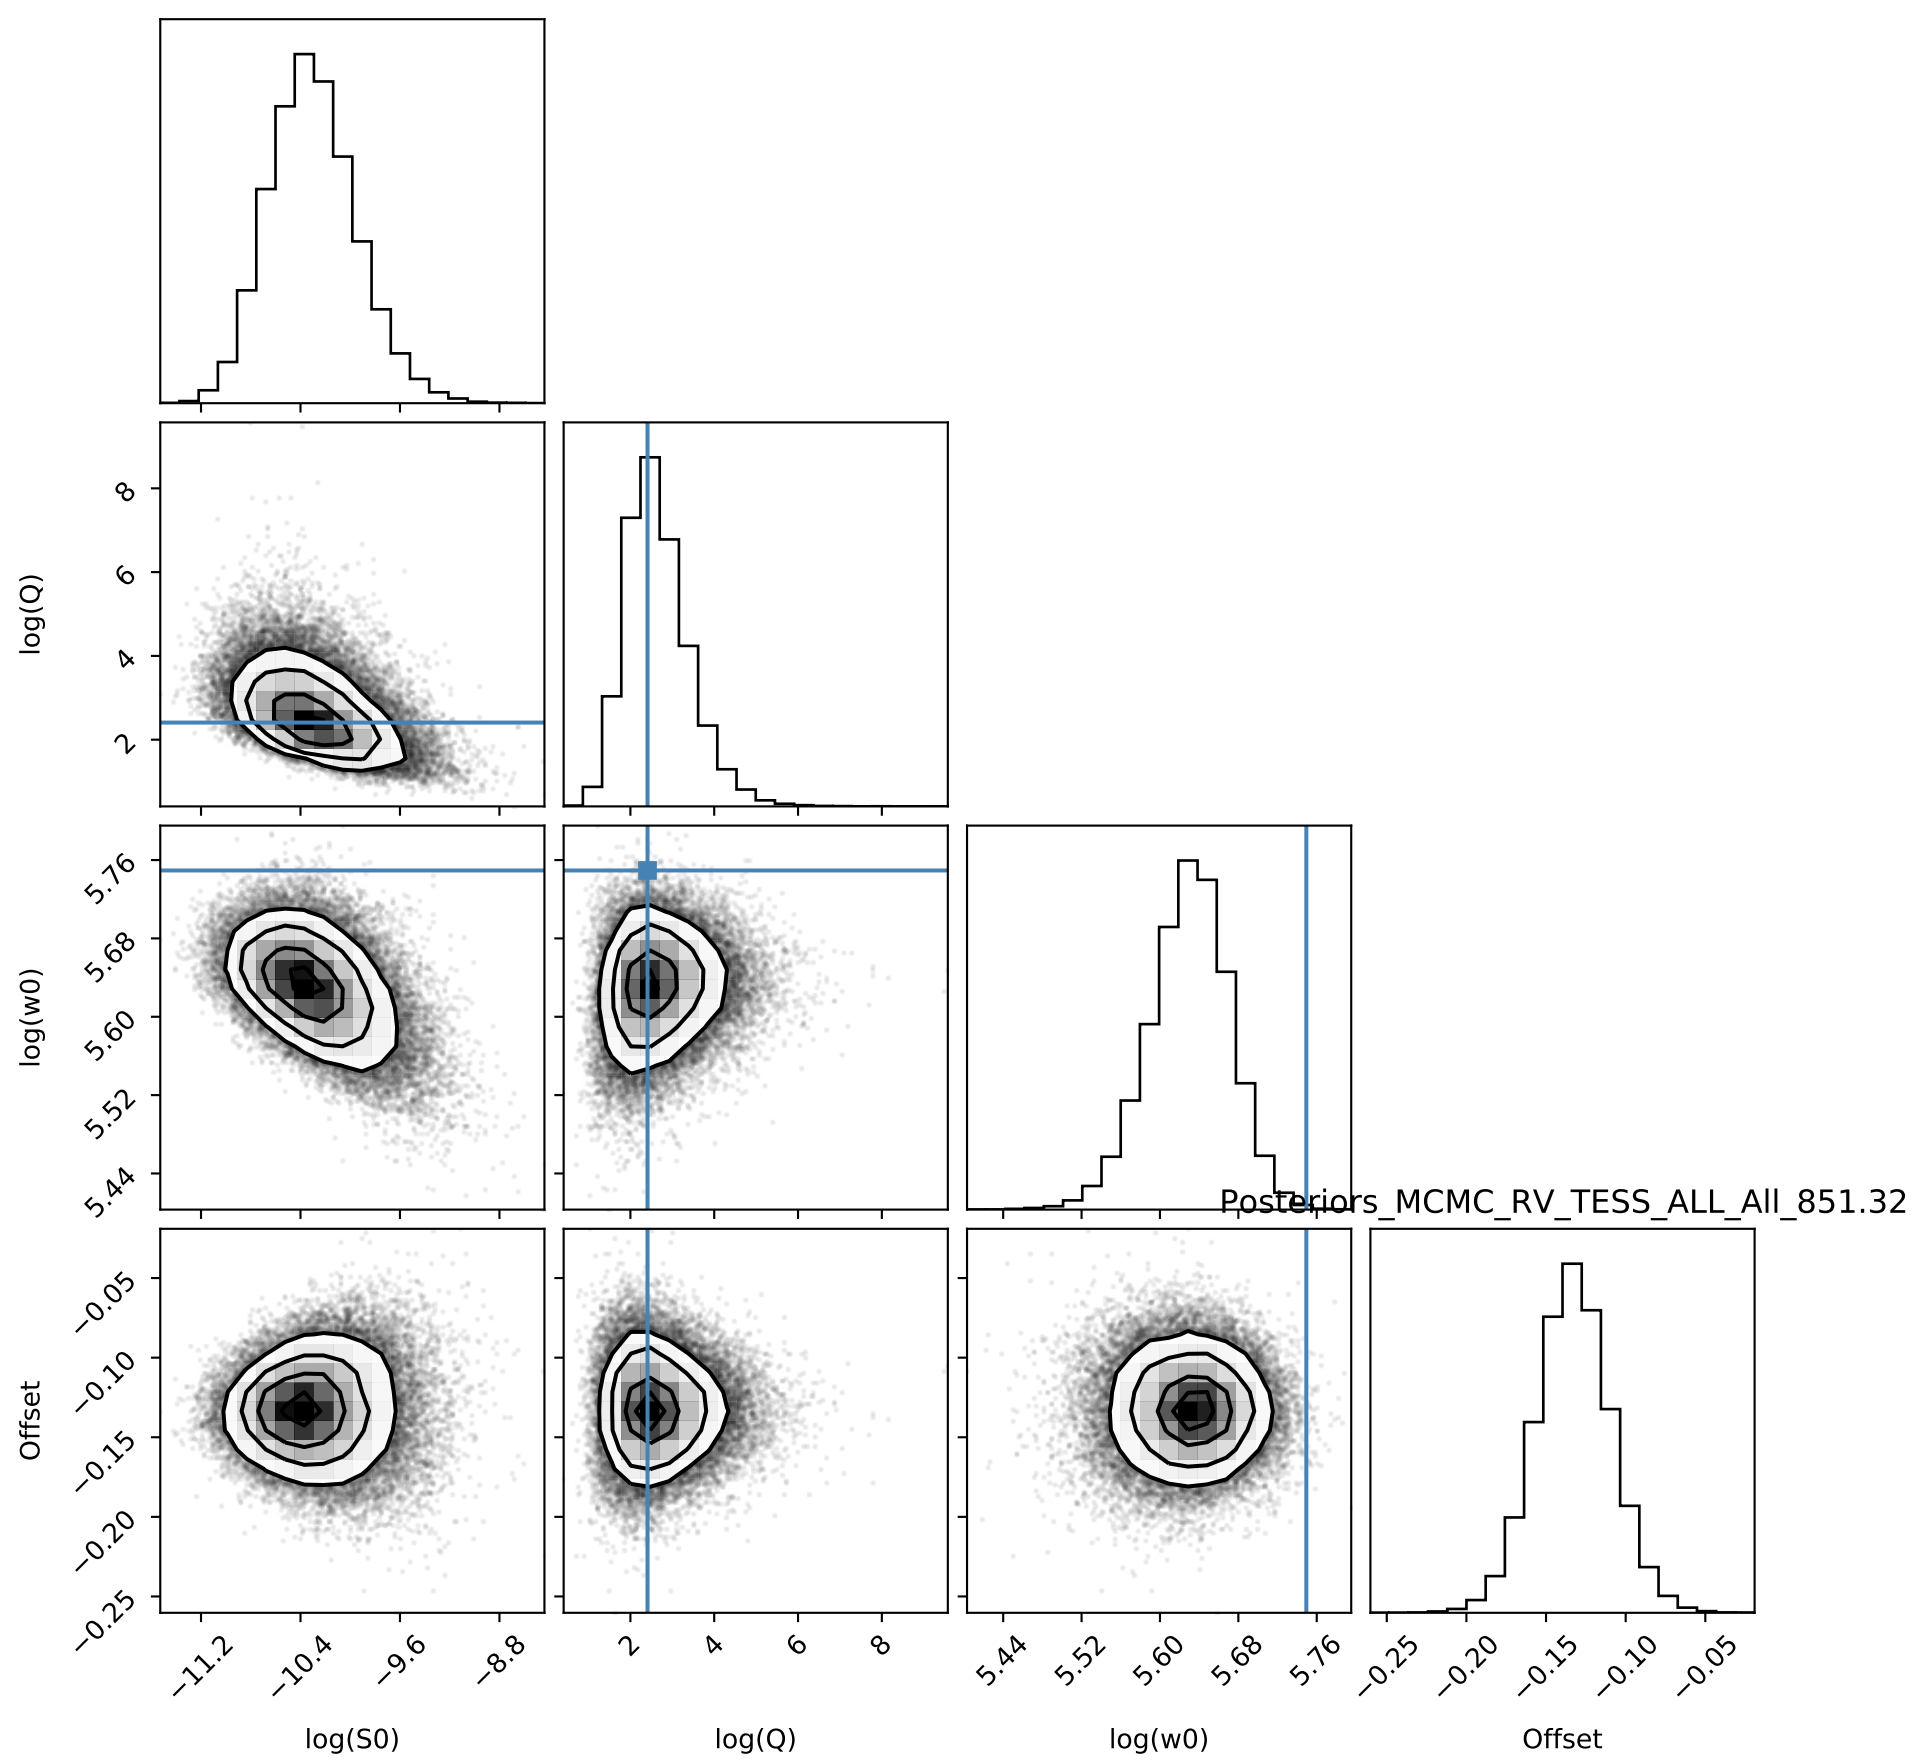 log(Q)
8
6
4
2
log(w0)
5.76
5.68
5.60
5.52
5.44
Posteriors_MCMC_RV_TESS_ALL_All_851.32
Offset
−0.05
−0.10
−0.15
−0.20
−0.25
−11.2 −10.4 −9.6 −8.8
2 4 6 8
5.44 5.52 5.60 5.68 5.76
−0.25 −0.20 −0.15 −0.10 −0.05
log(S0) log(Q) log(w0) Offset